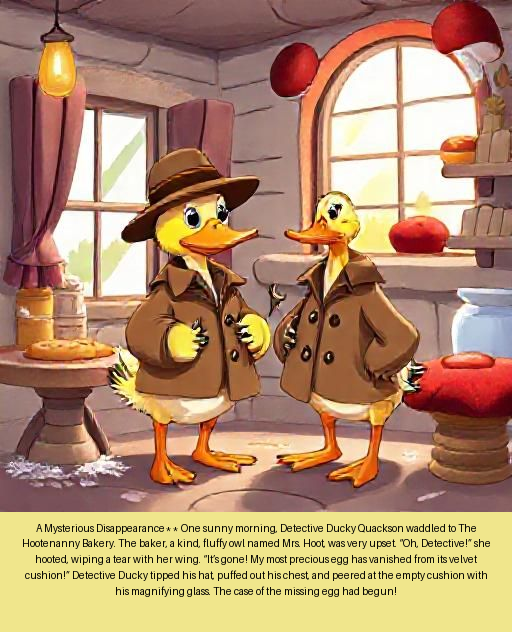 A Mysterious Disappearance** One sunny morning, Detective Ducky Quackson waddled to The
Hootenanny Bakery. The baker, a kind, fluffy owl named Mrs. Hoot, was very upset. "Oh, Detective!" she
hooted, wiping a tear with her wing. "It's gone! My most precious egg has vanished from its velvet
cushion!" Detective Ducky tipped his hat, puffed out his chest, and peered at the empty cushion with
his magnifying glass. The case of the missing egg had begun!